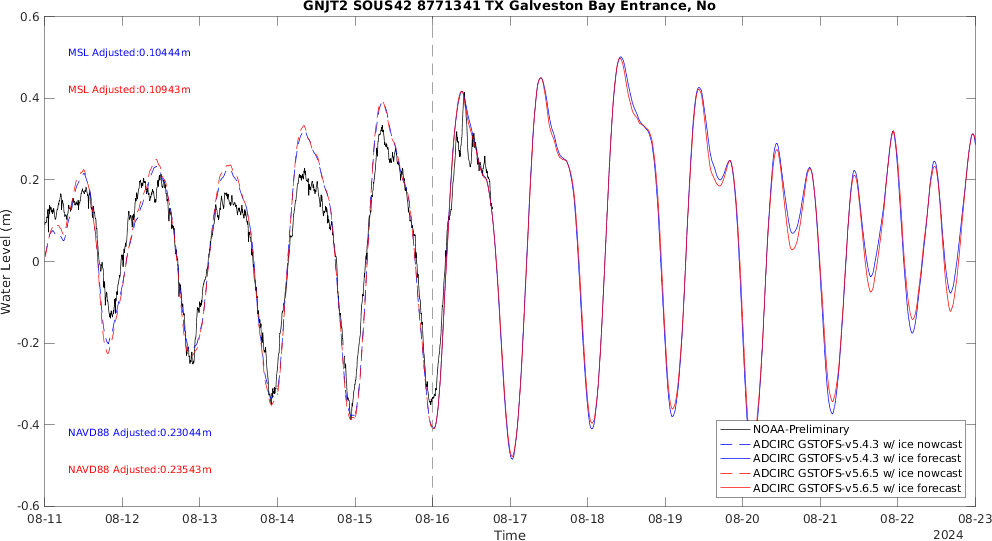 GNJT2 SOUS42 8771341 TX Galveston Bay Entrance, No
0.6
0.4
0.2
0
-0.2
-0.4
-0.6
Water Level (m)
MSL Adjusted:0.10444m
MSL Adjusted:0.10943m
NAVD88 Adjusted:0.23044m
NAVD88 Adjusted:0.23543m
NOAA-Preliminary
ADCIRC GSTOFS-v5.4.3 w/ ice nowcast
ADCIRC GSTOFS-v5.4.3 w/ ice forecast
ADCIRC GSTOFS-v5.6.5 w/ ice nowcast
ADCIRC GSTOFS-v5.6.5 w/ ice forecast
08-11 08-12 08-13 08-14 08-15 08-16 08-17 08-18 08-19 08-20 08-21 08-22 08-23
Time
2024